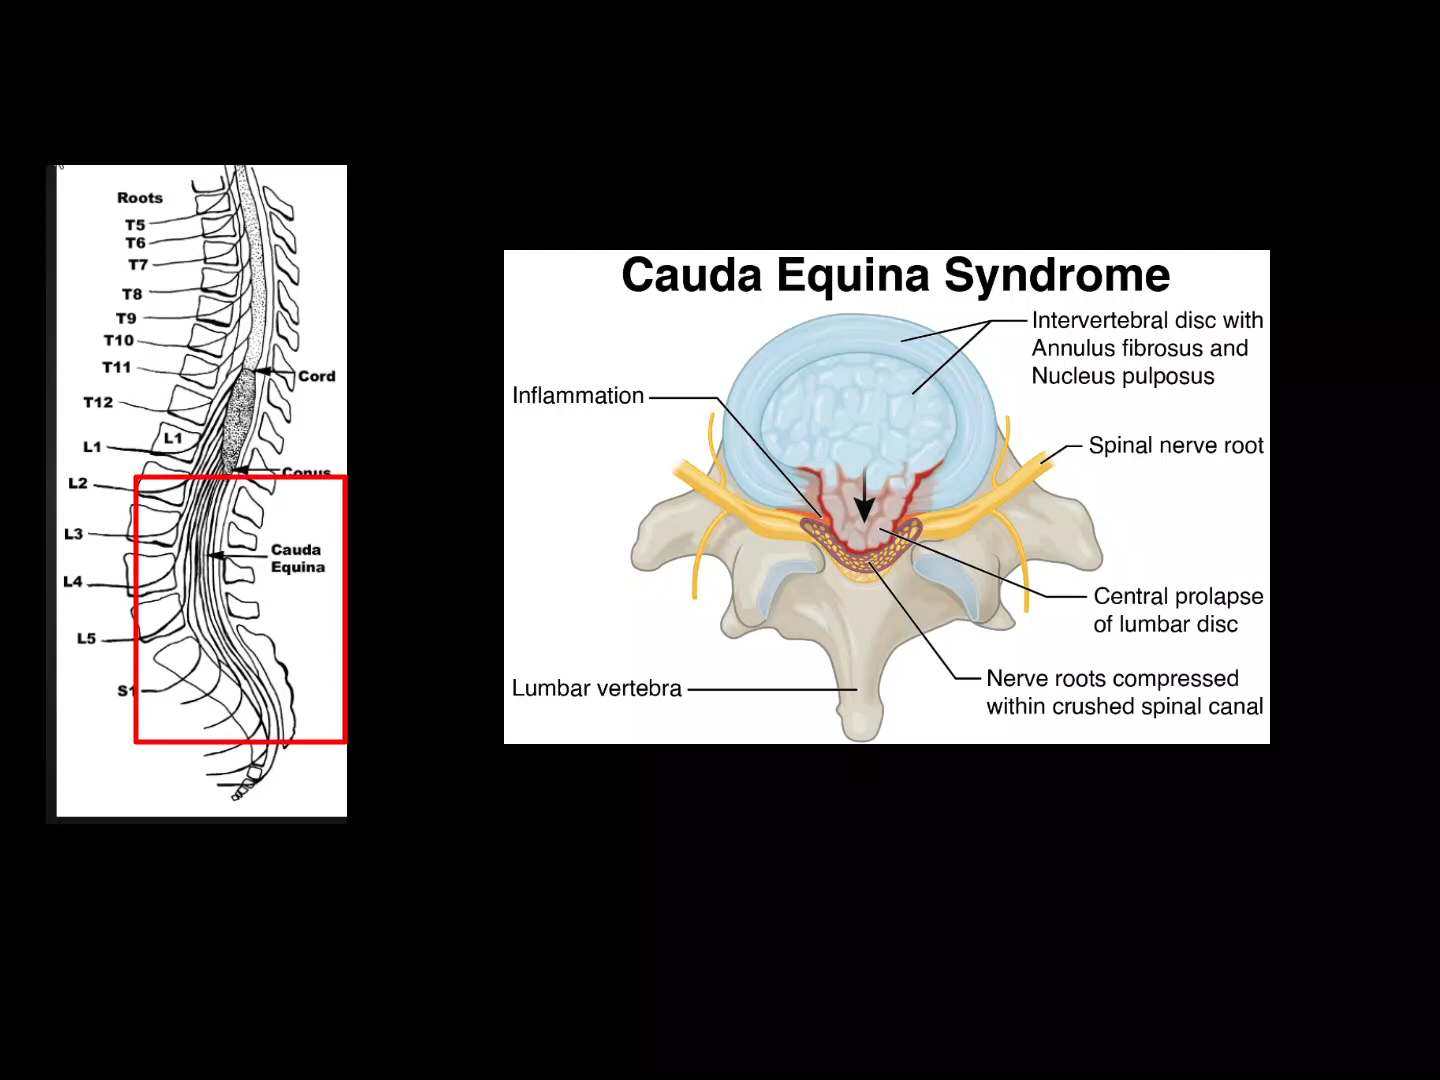 Roots
T5
T6
T7
T8
T9
T10
T11
Cord
T12
L1
L1
Conus
L2
L3
Cauda
Equina
L4
L5
S1
Cauda Equina Syndrome
Intervertebral disc with
Annulus fibrosus and
Nucleus pulposus
Inflammation
Spinal nerve root
Central prolapse
of lumbar disc
Nerve roots compressed
within crushed spinal canal
Lumbar vertebra